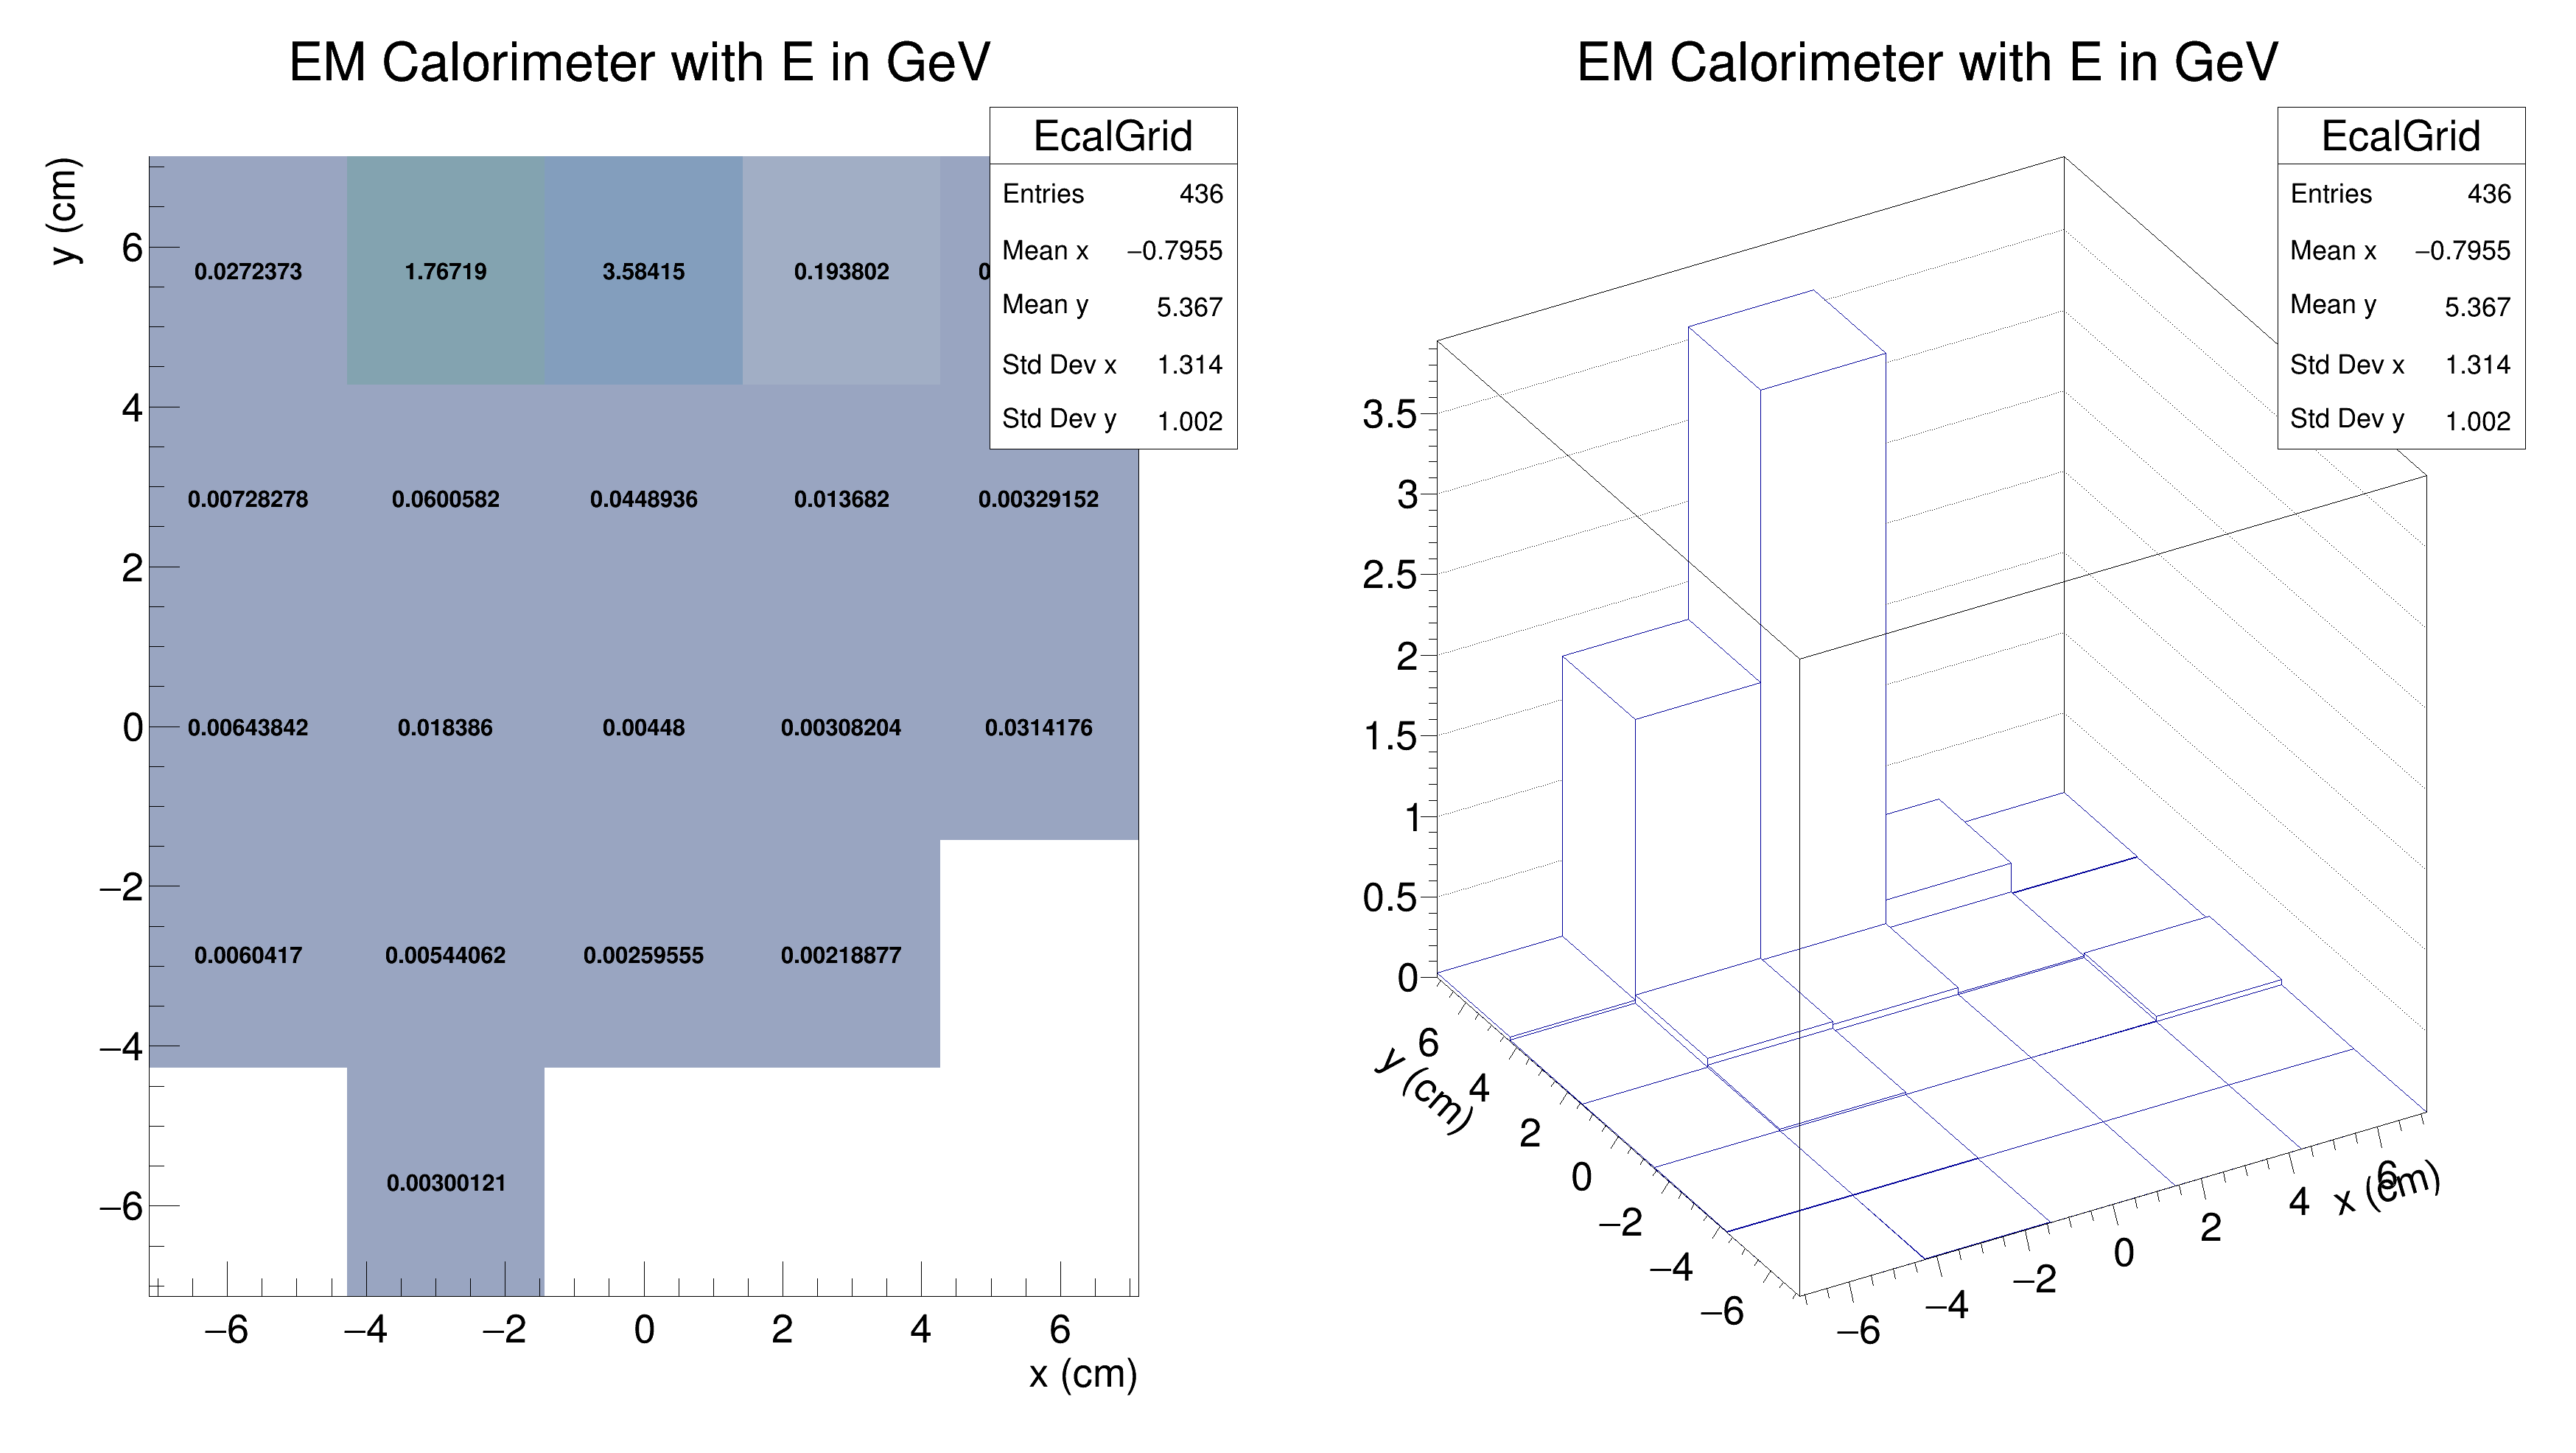 EM Calorimeter with E in GeV
EcalGrid
Entries 436
Mean x −0.7955
Mean y 5.367
Std Dev x 1.314
Std Dev y 1.002
y (cm)
6
4
2
0
−2
−4
−6
0.0272373 1.76719 3.58415 0.193802
0.00728278 0.0600582 0.0448936 0.013682 0.00329152
0.00643842 0.018386 0.00448 0.00308204 0.0314176
0.0060417 0.00544062 0.00259555 0.00218877
0.00300121
−6 −4 −2 0 2 4 6
x (cm)
EM Calorimeter with E in GeV
EcalGrid
Entries 436
Mean x −0.7955
Mean y 5.367
Std Dev x 1.314
Std Dev y 1.002
3.5
3
2.5
2
1.5
1
0.5
0
6
4
2
0
−2
−4
−6
y (cm)
−6 −4 −2 0 2 4 6
x (cm)